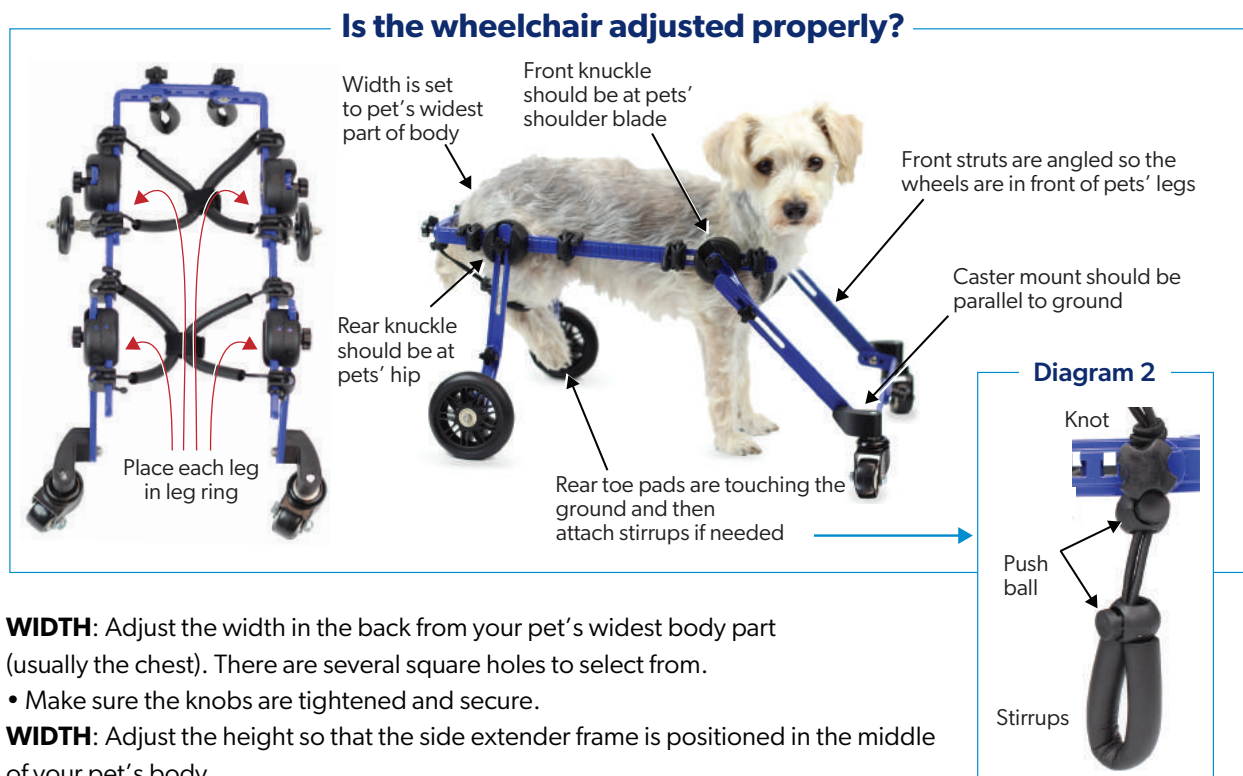 Is the wheelchair adjusted properly?
Width is set
to pet's widest
part of body
Front knuckle
should be at pets'
shoulder blade
Front struts are angled so the
wheels are in front of pets' legs
Caster mount should be
parallel to ground
Rear knuckle
should be at
pets' hip
Place each leg
in leg ring
Rear toe pads are touching the
ground and then
attach stirrups if needed
Diagram 2
Knot
Push
ball
Stirrups
WIDTH: Adjust the width in the back from your pet's widest body part
(usually the chest). There are several square holes to select from.
• Make sure the knobs are tightened and secure.
WIDTH: Adjust the height so that the side extender frame is positioned in the middle
of your pet's body